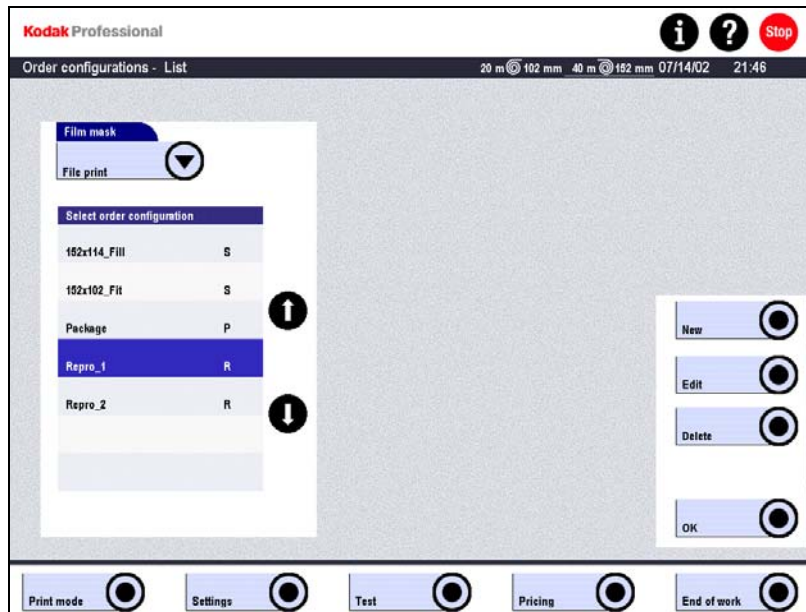 Kodak Professional
i ? Stop
Order configurations - List 20 m 102 mm 40 m 152 mm 07/14/02 21:46
Film mask
File print
Select order configuration
152x114_Fill S
152x102_Fit S
Package P
Repro_1 R
Repro_2 R
New
Edit
Delete
OK
Print mode Settings Test Pricing End of work